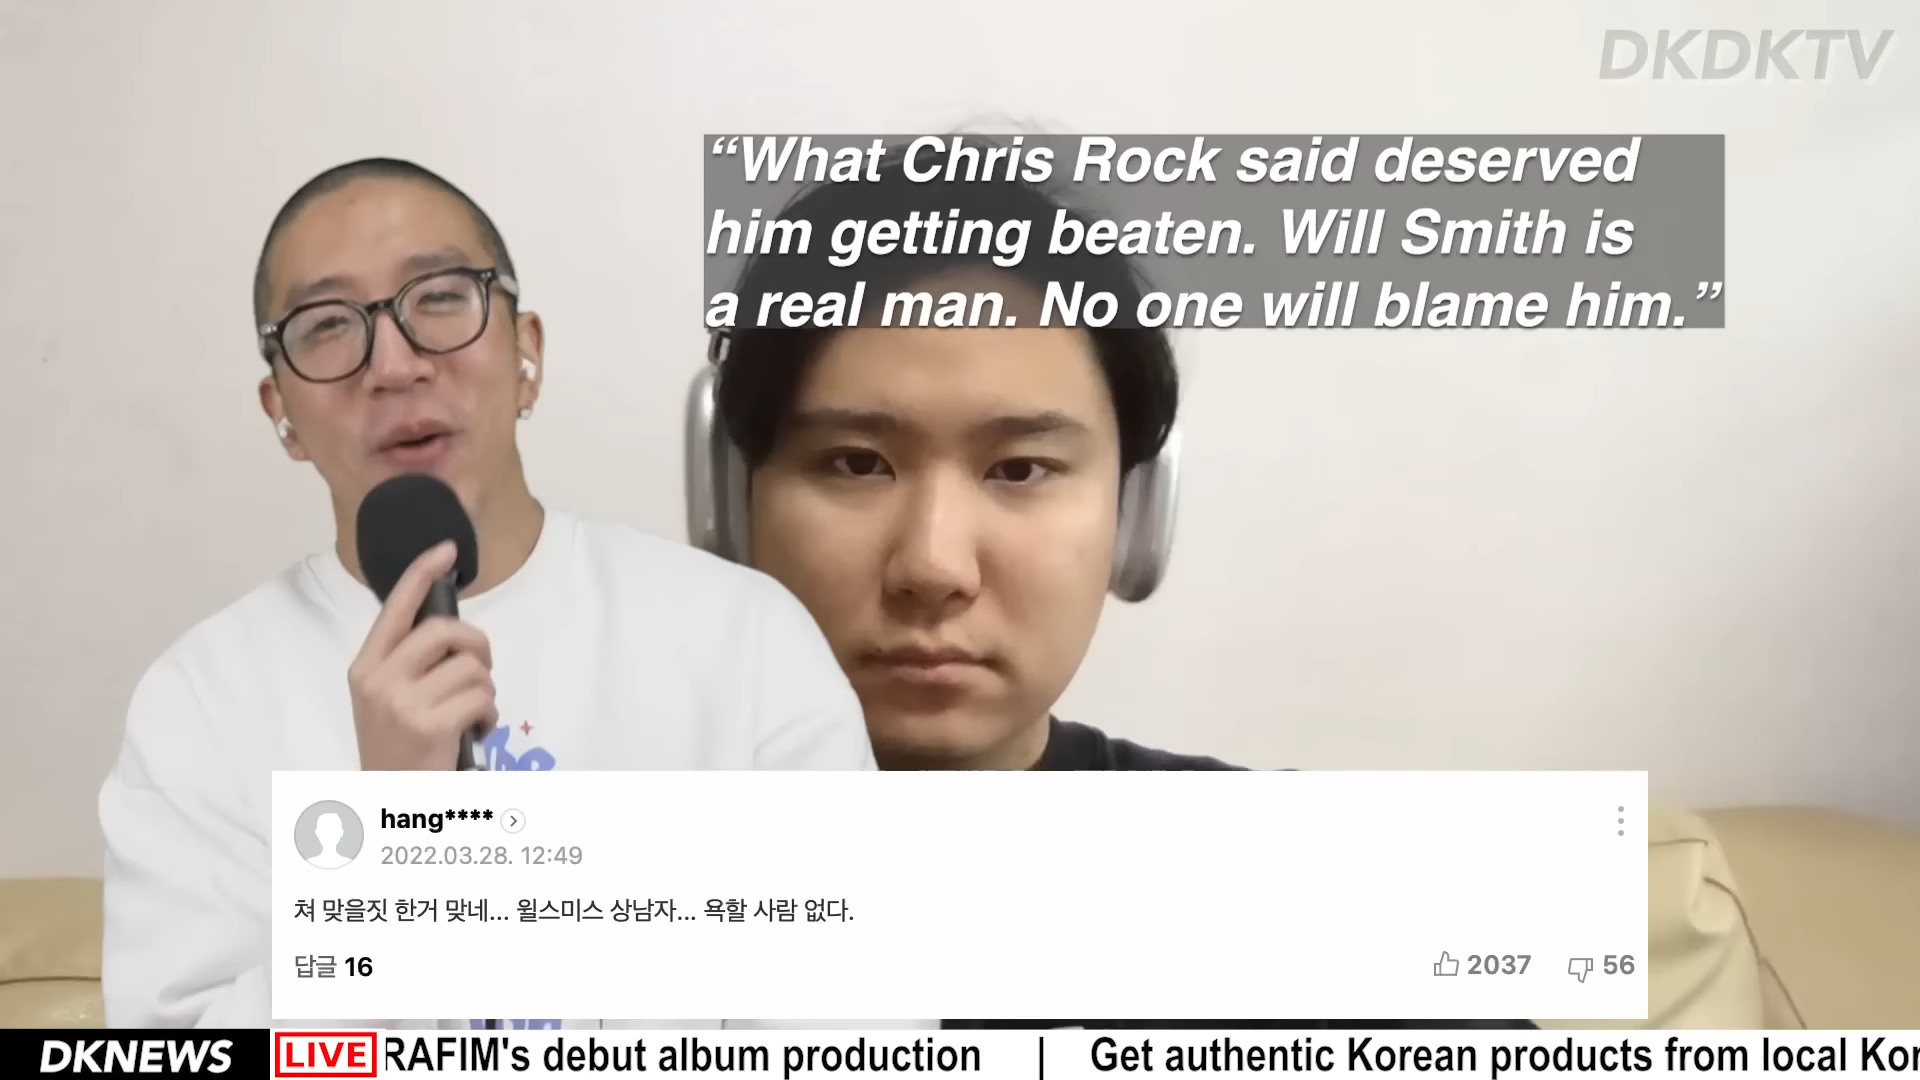 DKDKTV
“What Chris Rock said deserved
him getting beaten. Will Smith is
a real man. No one will blame him.”
hang****
2022.03.28. 12:49
쳐 맞을짓 한거 맞네... 윌스미스 상남자... 욕할 사람 없다.
답글 16
2037 56
DKNEWS LIVE RAFIM's debut album production | Get authentic Korean products from local Kor